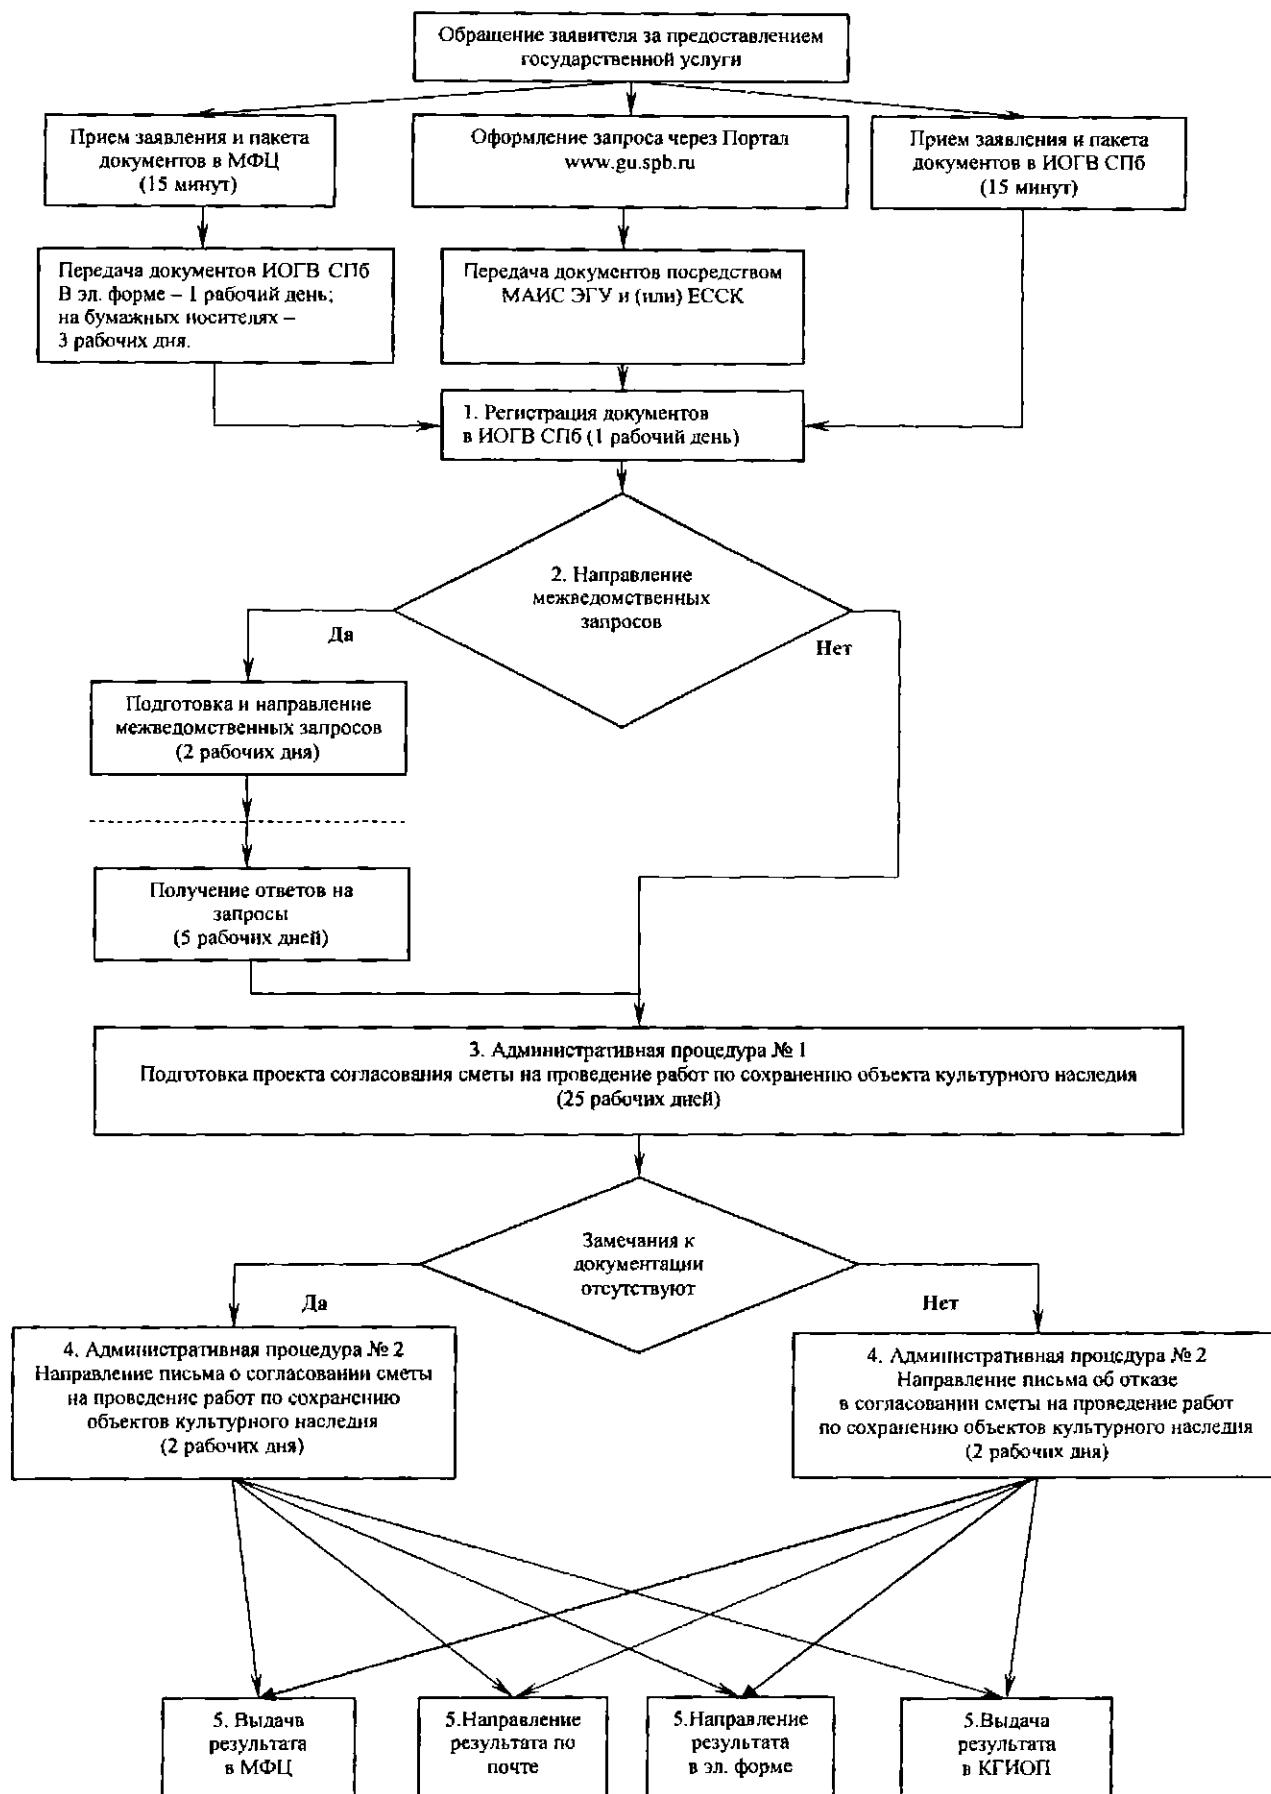 Обращение заявителя за предоставлением
государственной услуги
Прием заявления и пакета
документов в МФЦ
(15 минут)
Оформление запроса через Портал
www.gu.spb.ru
Прием заявления и пакета
документов в ИОГВ СПб
(15 минут)
Передача документов ИОГВ СПб
В эл. форме – 1 рабочий день;
на бумажных носителях –
3 рабочих дня.
Передача документов посредством
МАИС ЭГУ и (или) ЕССК
1. Регистрация документов
в ИОГВ СПб (1 рабочий день)
2. Направление
межведомственных
запросов
Да
Нет
Подготовка и направление
межведомственных запросов
(2 рабочих дня)
Получение ответов на
запросы
(5 рабочих дней)
3. Административная процедура № 1
Подготовка проекта согласования сметы на проведение работ по сохранению объекта культурного наследия
(25 рабочих дней)
Замечания к
документации
отсутствуют
Да
Нет
4. Административная процедура № 2
Направление письма о согласовании сметы
на проведение работ по сохранению
объектов культурного наследия
(2 рабочих дня)
4. Административная процедура № 2
Направление письма об отказе
в согласовании сметы на проведение работ
по сохранению объектов культурного наследия
(2 рабочих дня)
5. Выдача
результата
в МФЦ
5.Направление
результата по
почте
5.Направление
результата
в эл. форме
5.Выдача
результата
в КГИОП